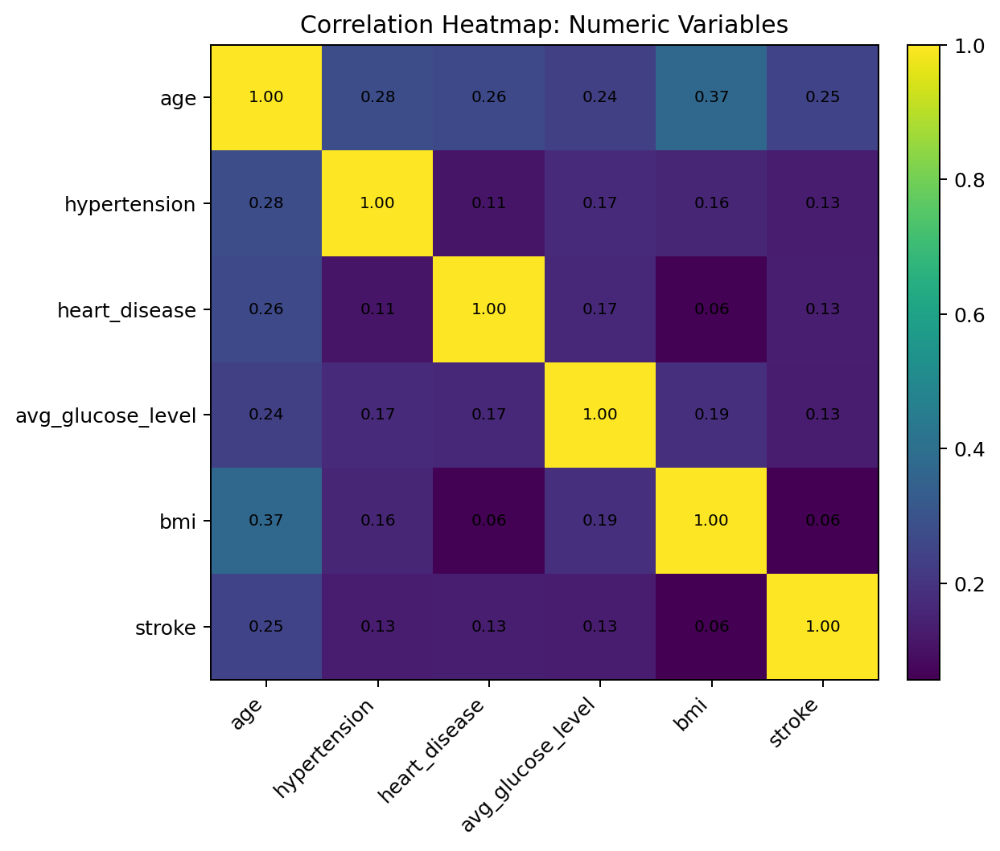 Correlation Heatmap: Numeric Variables
age 1.00 0.28 0.26 0.24 0.37 0.25
hypertension 0.28 1.00 0.11 0.17 0.16 0.13
heart_disease 0.26 0.11 1.00 0.17 0.06 0.13
avg_glucose_level 0.24 0.17 0.17 1.00 0.19 0.13
bmi 0.37 0.16 0.06 0.19 1.00 0.06
stroke 0.25 0.13 0.13 0.13 0.06 1.00
age hypertension heart_disease avg_glucose_level bmi stroke
1.0
0.8
0.6
0.4
0.2